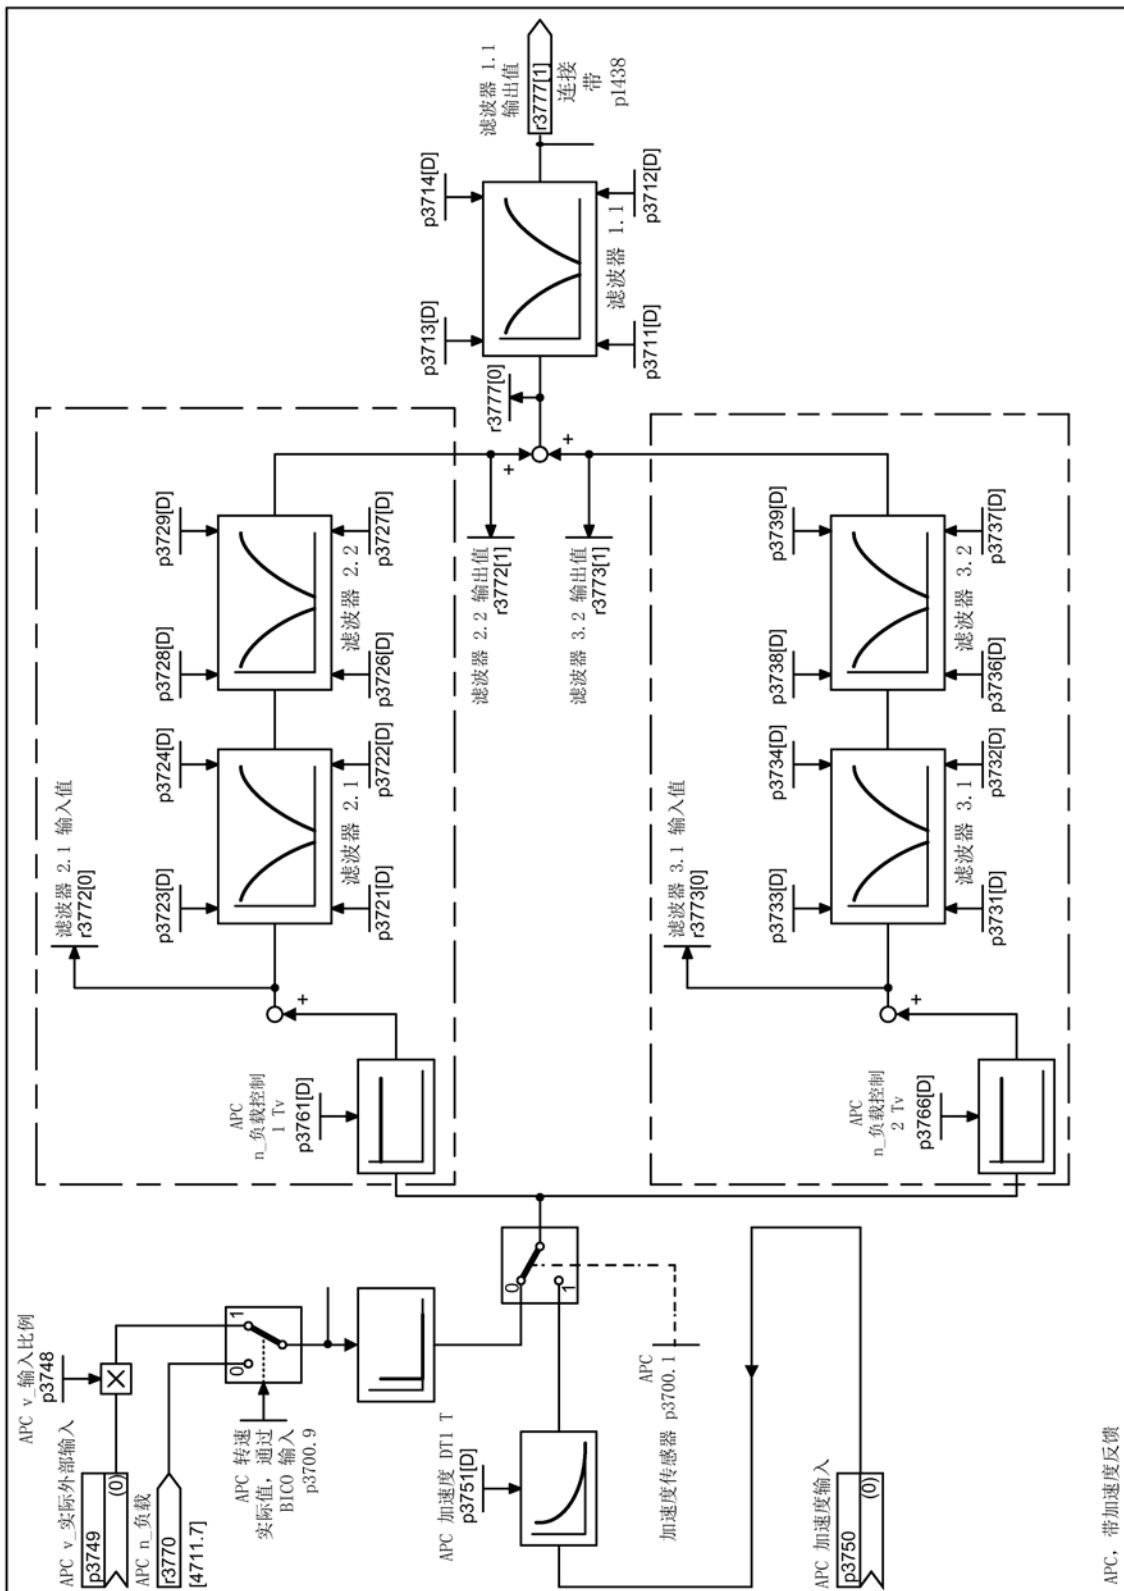 APC v_输入比例
p3748
APC v_实际外部输入
p3749
(0)
APC n_负载
r3770
[4711.7]
0
1
APC 转速
实际值, 通过
BICO 输入
p3700.9
APC 加速度 DT1 T
p3751[D]
0
1
APC
加速度传感器 p3700.1
APC 加速度输入
p3750
(0)
APC
n_负载控制
1 Tv
p3761[D]
+
滤波器 2.1 输入值
r3772[0]
p3723[D]
p3724[D]
p3721[D]
p3722[D]
滤波器 2.1
p3728[D]
p3729[D]
p3726[D]
p3727[D]
滤波器 2.2
滤波器 2.2 输出值
r3772[1]
+
APC
n_负载控制
2 Tv
p3766[D]
+
滤波器 3.1 输入值
r3773[0]
p3733[D]
p3734[D]
p3731[D]
p3732[D]
滤波器 3.1
p3738[D]
p3739[D]
p3736[D]
p3737[D]
滤波器 3.2
滤波器 3.2 输出值
r3773[1]
+
r3777[0]
p3713[D]
p3714[D]
p3711[D]
p3712[D]
滤波器 1.1
滤波器 1.1
输出值
r3777[1]
连接
带
p1438
APC, 带加速度反馈